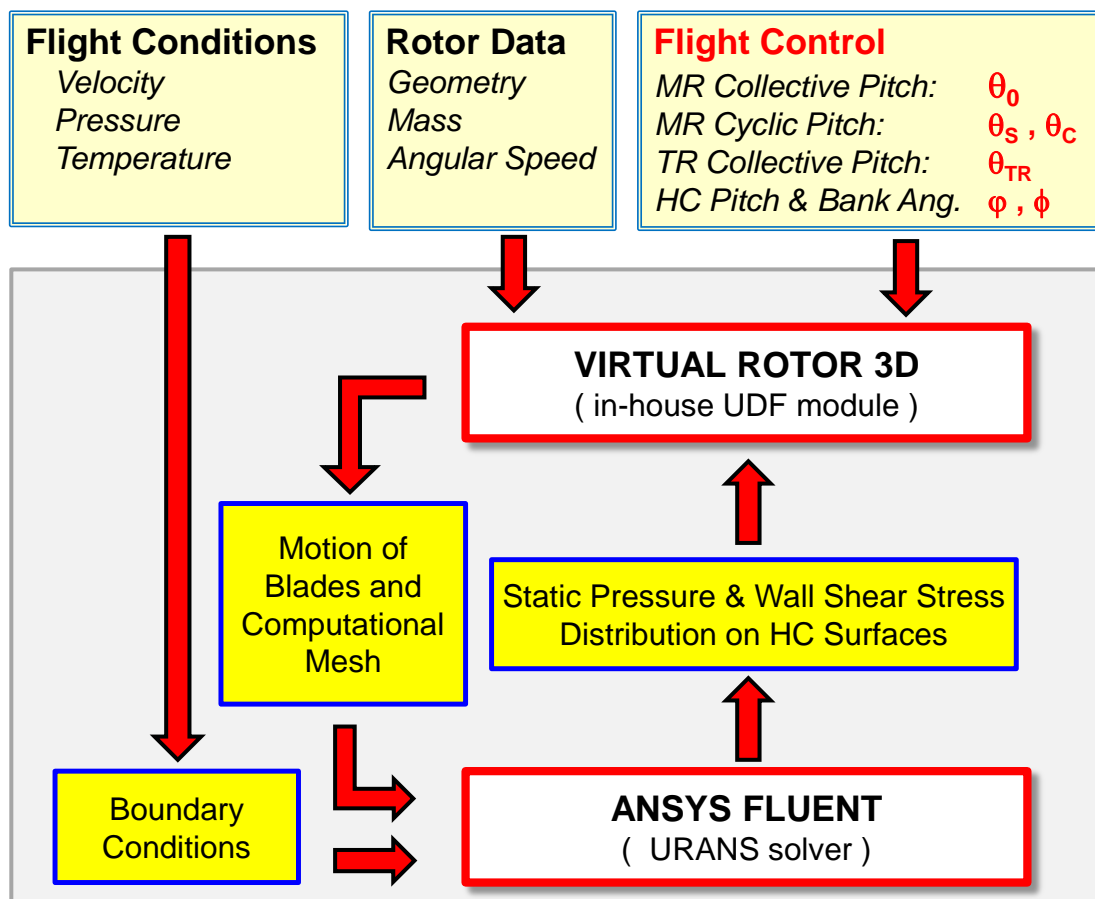 Flight Conditions
Velocity
Pressure
Temperature
Rotor Data
Geometry
Mass
Angular Speed
Flight Control
MR Collective Pitch: θ0
MR Cyclic Pitch: θS , θC
TR Collective Pitch: θTR
HC Pitch & Bank Ang. φ , ϕ
VIRTUAL ROTOR 3D
( in-house UDF module )
Motion of
Blades and
Computational
Mesh
Static Pressure & Wall Shear Stress
Distribution on HC Surfaces
Boundary
Conditions
ANSYS FLUENT
( URANS solver )